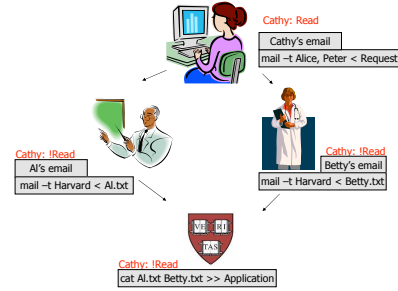 Cathy: Read
Cathy's email
mail –t Alice, Peter < Request
Cathy: !Read
Al's email
mail –t Harvard < Al.txt
Cathy: !Read
Betty's email
mail –t Harvard < Betty.txt
VE RI
TAS
Cathy: !Read
cat Al.txt Betty.txt >> Application